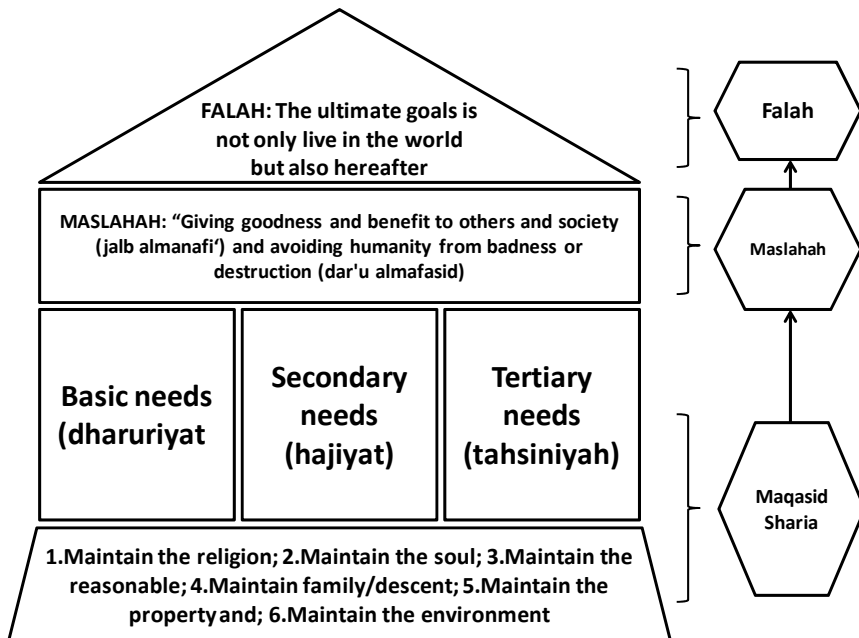 FALAH: The ultimate goals is
not only live in the world
but also hereafter
Falah
MASLAHAH: “Giving goodness and benefit to others and society
(jalb almanafi‘) and avoiding humanity from badness or
destruction (dar'u almafasid)
Maslahah
Basic needs
(dharuriyat
Secondary
needs
(hajiyat)
Tertiary
needs
(tahsiniyah)
Maqasid
Sharia
1.Maintain the religion; 2.Maintain the soul; 3.Maintain the
reasonable; 4.Maintain family/descent; 5.Maintain the
property and; 6.Maintain the environment